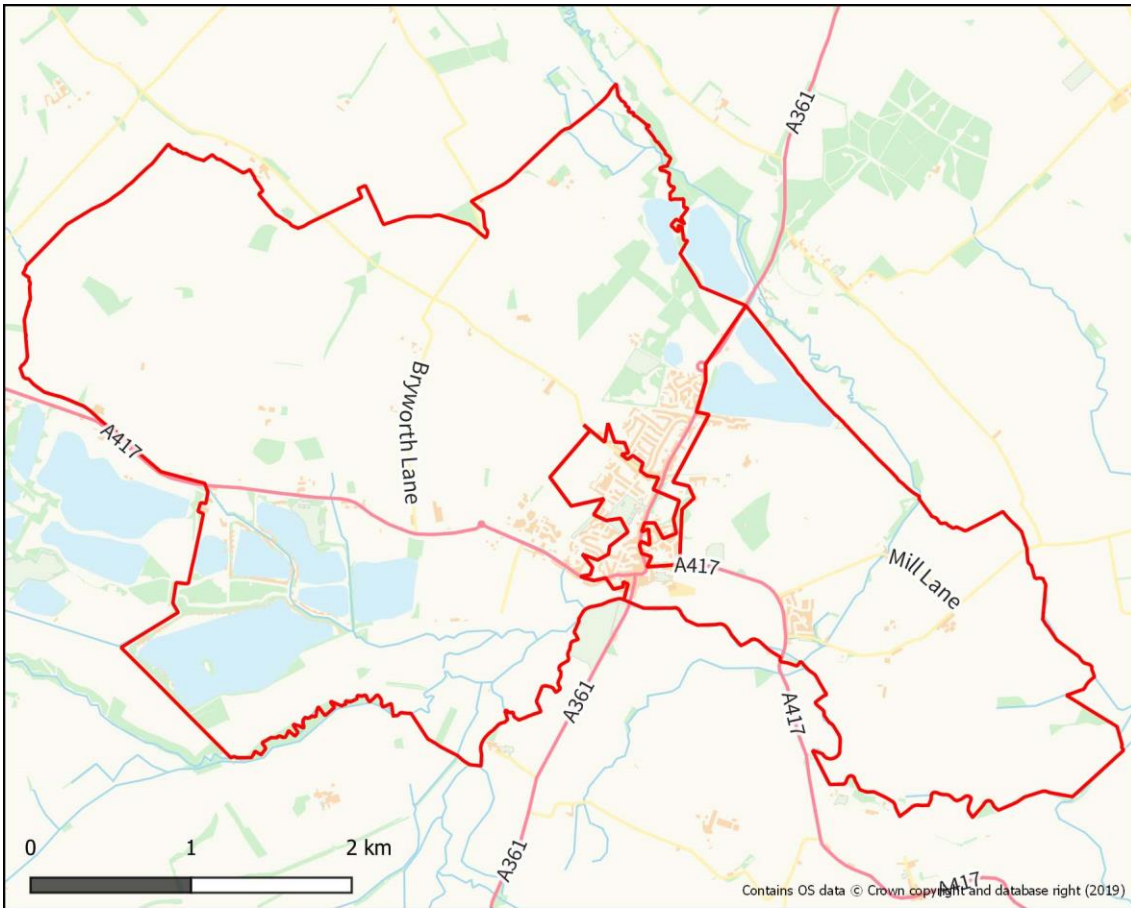 A361
A417
Bryworth Lane
A417
Mill Lane
A361
A417
0 1 2 km
A361
A417
Contains OS data © Crown copyright and database right (2019)